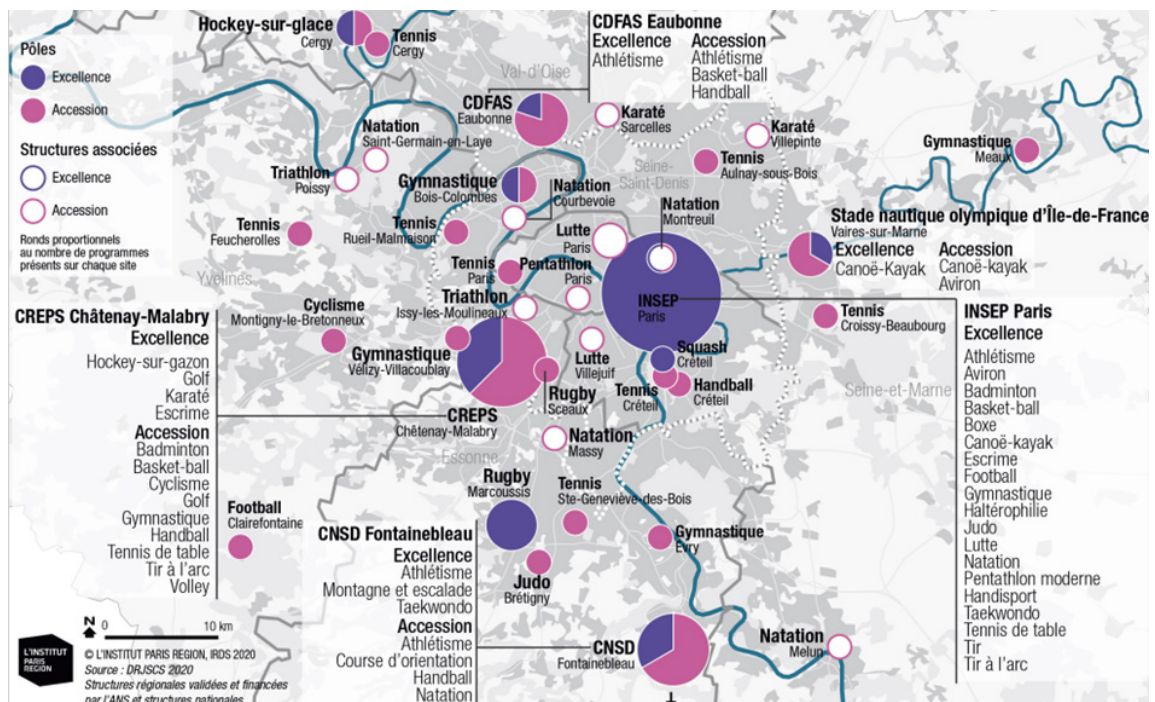 Pôles
Excellence
Accession
Structures associées
Excellence
Accession
Ronds proportionnels
au nombre de programmes
présents sur chaque site
Hockey-sur-glace
Cergy
Tennis
Cergy
Val-d'Oise
CDFAS Eaubonne
Excellence
Athlétisme
Accession
Athlétisme
Basket-ball
Handball
CDFAS
Eaubonne
Karaté
Sarcelles
Karaté
Villepinte
Natation
Saint-Germain-en-Laye
Triathlon
Poissy
Gymnastique
Bois-Colombes
Natation
Courbevoie
Seine-
Saint-Denis
Tennis
Aulnay-sous-Bois
Gymnastique
Meaux
Tennis
Feucherolles
Tennis
Rueil-Malmaison
Lutte
Paris
Natation
Montreuil
Stade nautique olympique d'Île-de-France
Vaires-sur-Marne
Excellence
Canoë-Kayak
Accession
Canoë-kayak
Aviron
Yvelines
Tennis
Paris
Pentathlon
Paris
INSEP
Paris
Cyclisme
Montigny-le-Bretonneux
Triathlon
Issy-les-Moulineaux
Gymnastique
Vélizy-Villacoublay
Lutte
Villejuif
Squash
Créteil
Tennis
Créteil
Handball
Créteil
Tennis
Croissy-Beaubourg
Seine-et-Marne
CREPS Châtenay-Malabry
Excellence
Hockey-sur-gazon
Golf
Karaté
Escrime
Accession
Badminton
Basket-ball
Cyclisme
Golf
Gymnastique
Handball
Tennis de table
Tir à l'arc
Volley
CREPS
Châtenay-Malabry
Rugby
Sceaux
Natation
Massy
Essonne
Rugby
Marcoussis
Tennis
Ste-Geneviève-des-Bois
Football
Clairefontaine
Gymnastique
Évry
Judo
Brétigny
CNSD Fontainebleau
Excellence
Athlétisme
Montagne et escalade
Taekwondo
Accession
Athlétisme
Course d'orientation
Handball
Natation
CNSD
Fontainebleau
Natation
Melun
INSEP Paris
Excellence
Athlétisme
Aviron
Badminton
Basket-ball
Boxe
Canoë-kayak
Escrime
Football
Gymnastique
Haltérophilie
Judo
Lutte
Natation
Pentathlon moderne
Handisport
Taekwondo
Tennis de table
Tir
Tir à l'arc
N
0 10 km
L'INSTITUT
PARIS
REGION
© L'INSTITUT PARIS REGION, IRDS 2020
Source : DRJSCS 2020
Structures régionales validées et financées
par l'ANS et structures nationales